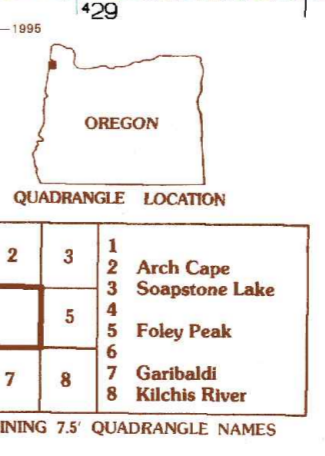 ⁴29
—1995
OREGON
QUADRANGLE LOCATION
2 3
5
7 8
1
2 Arch Cape
3 Soapstone Lake
4
5 Foley Peak
6
7 Garibaldi
8 Kilchis River
INING 7.5′ QUADRANGLE NAMES